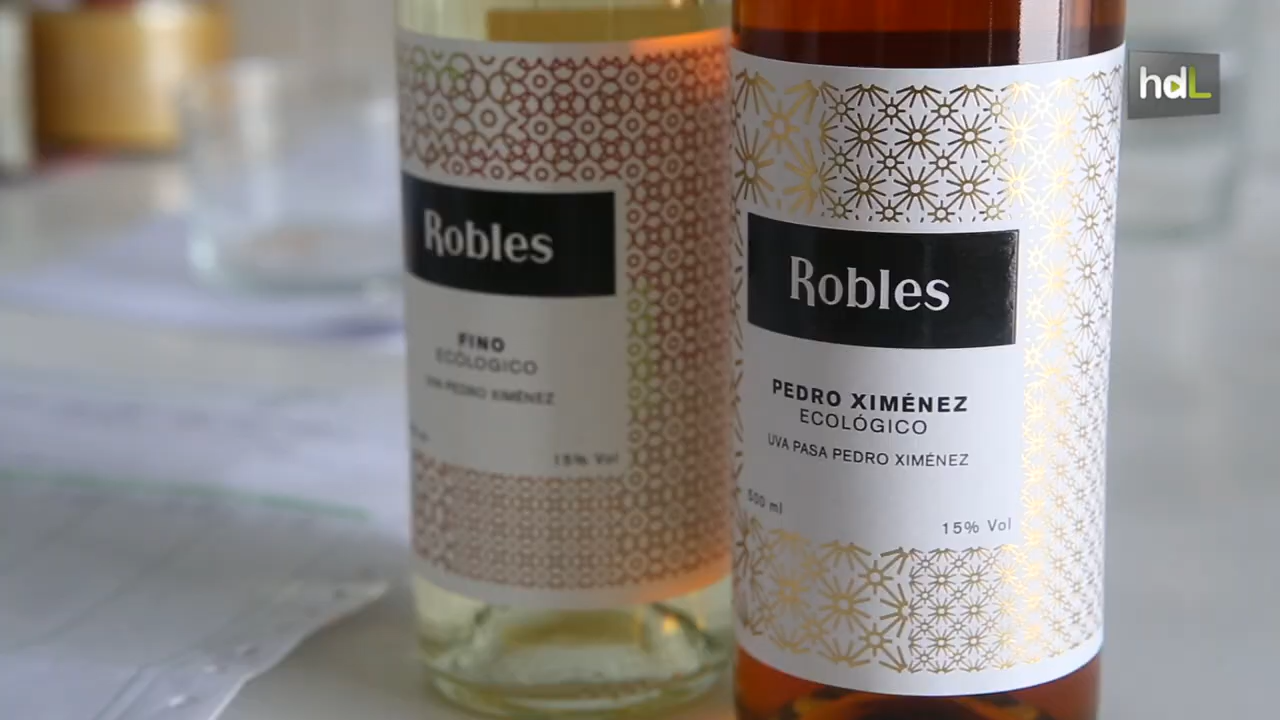 hdL
Robles
FINO
ECOLÓGICO
UVA PEDRO XIMÉNEZ
15% Vol
Robles
PEDRO XIMÉNEZ
ECOLÓGICO
UVA PASA PEDRO XIMÉNEZ
500 ml
15% Vol